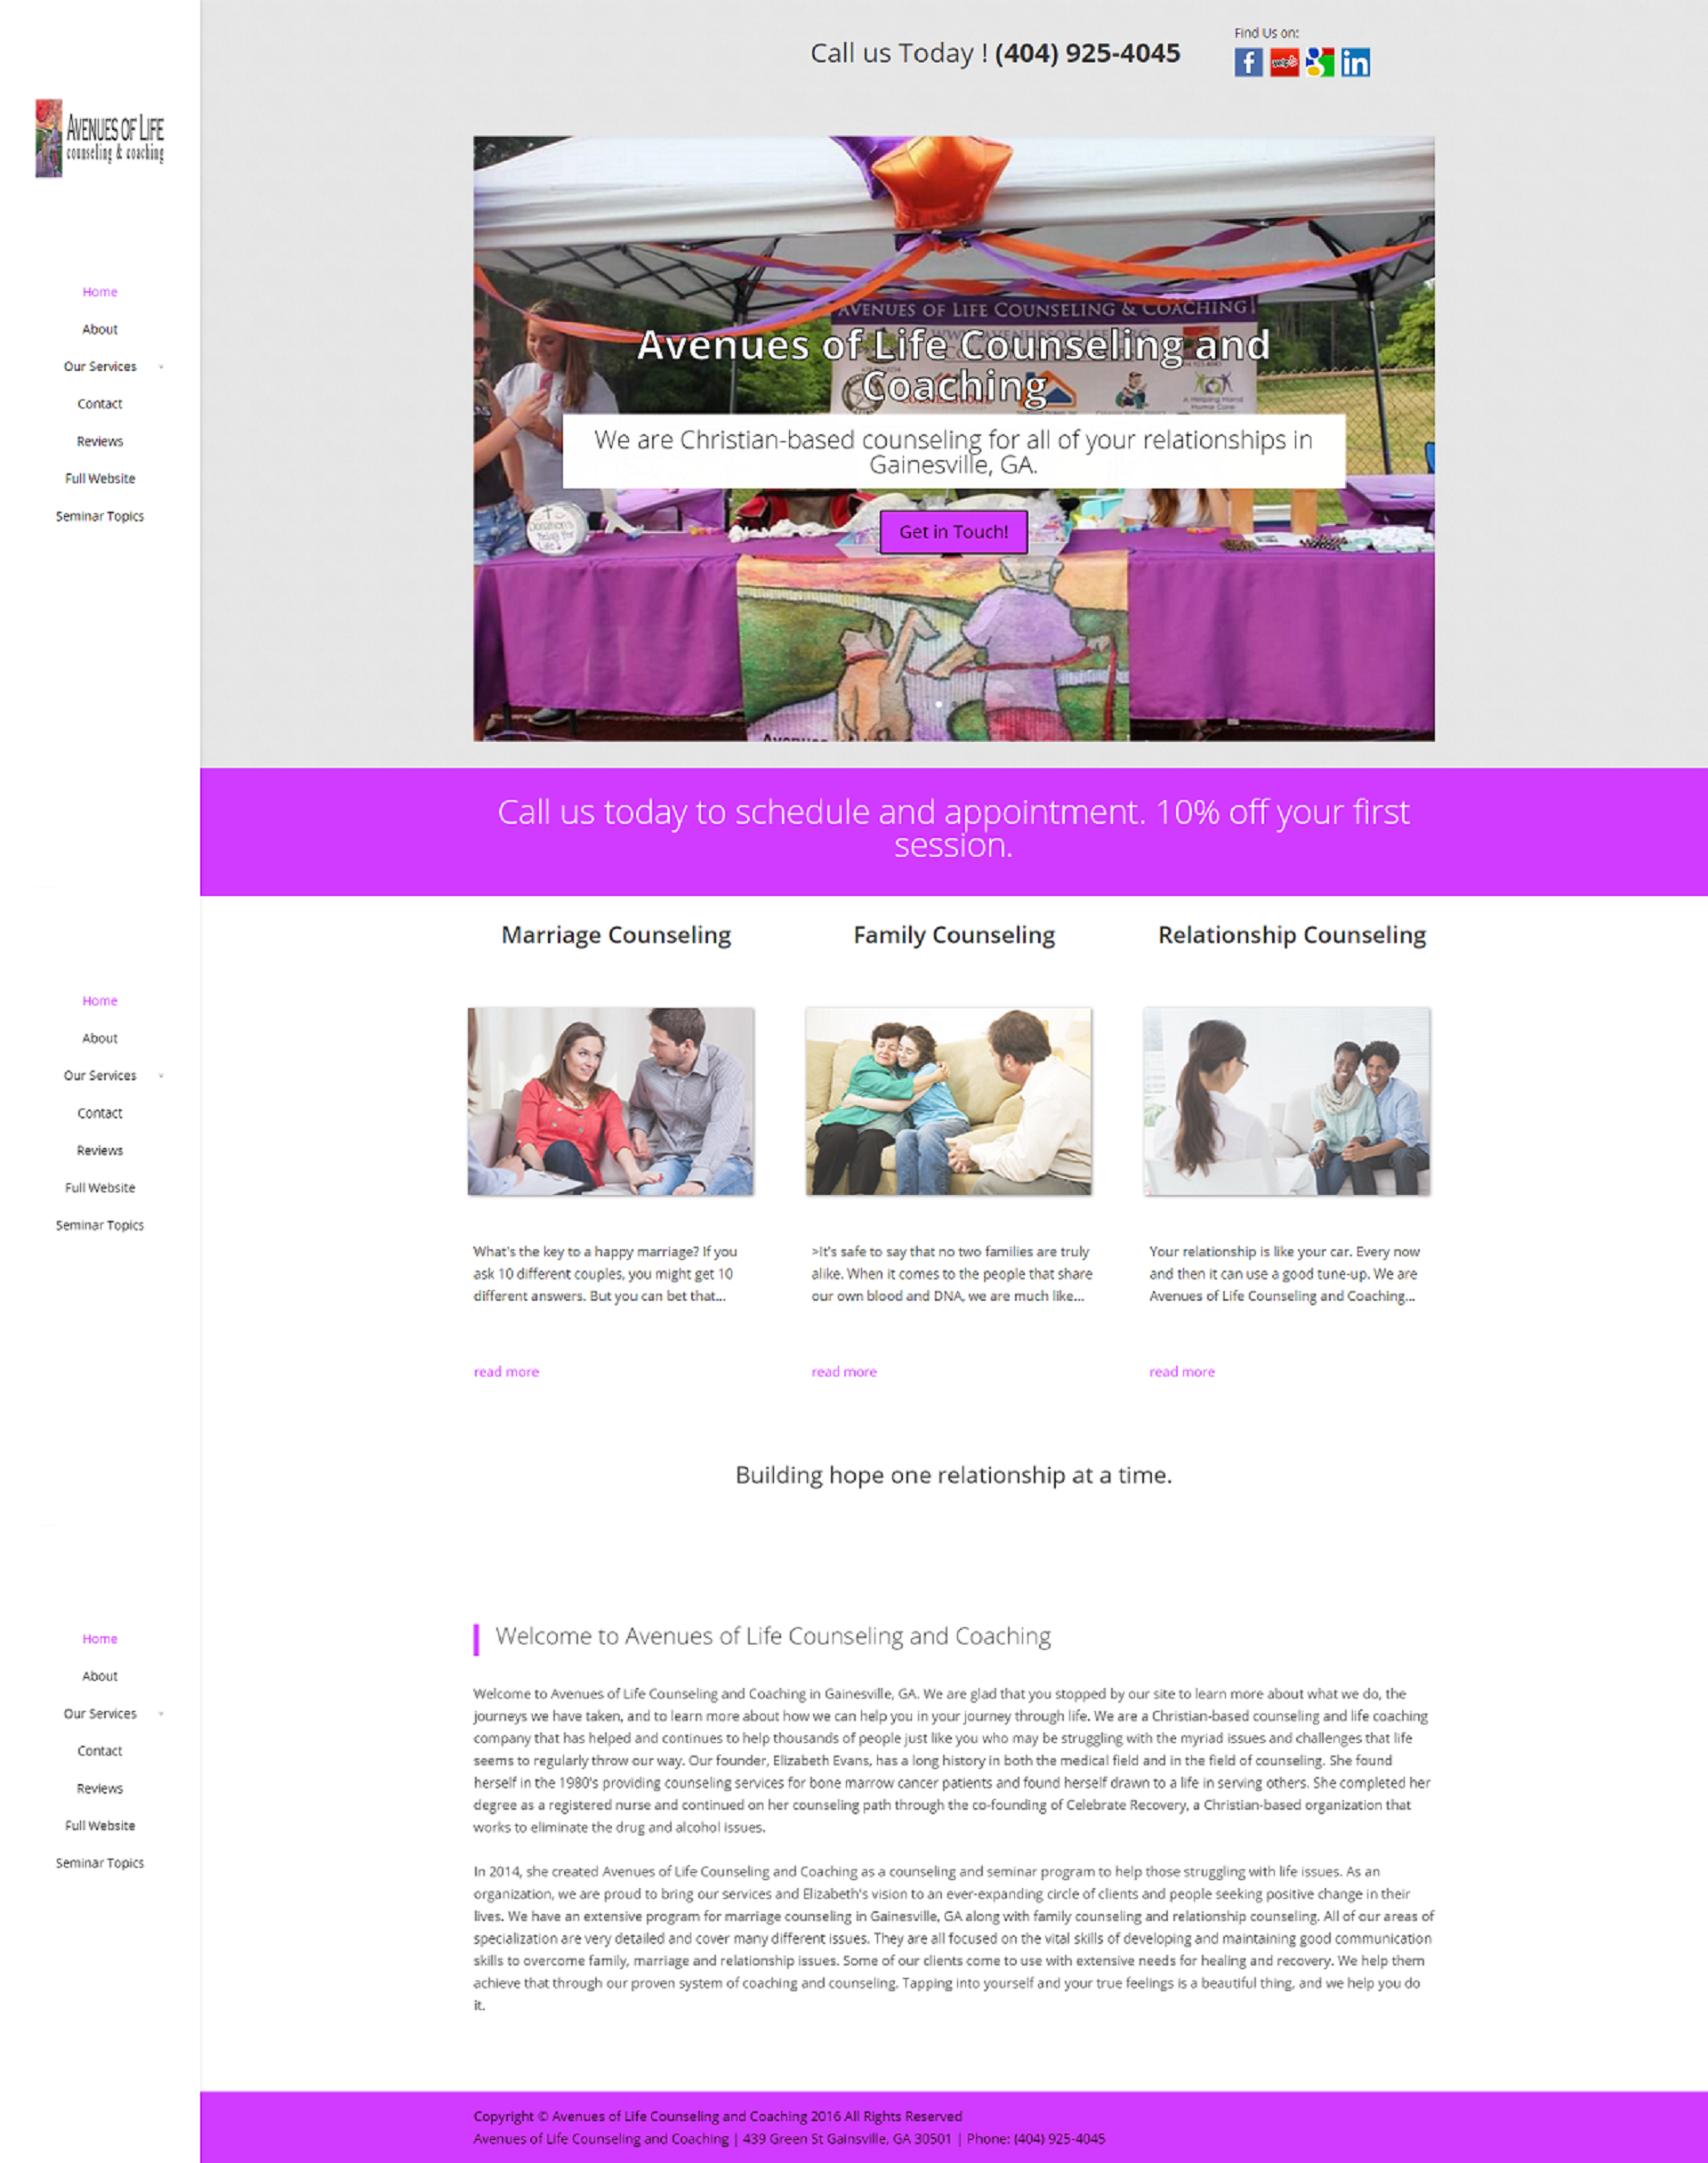 Call us Today ! (404) 925-4045
Find Us on:
AVENUES OF LIFE
counseling & coaching
Home
About
Our Services
Contact
Reviews
Full Website
Seminar Topics
AVENUES OF LIFE COUNSELING & COACHING
Avenues of Life Counseling and
Coaching
We are Christian-based counseling for all of your relationships in
Gainesville, GA.
Get in Touch!
Call us today to schedule and appointment. 10% off your first
session.
Marriage Counseling
Family Counseling
Relationship Counseling
Home
About
Our Services
Contact
Reviews
Full Website
Seminar Topics
What's the key to a happy marriage? If you
ask 10 different couples, you might get 10
different answers. But you can bet that...
read more
>It's safe to say that no two families are truly
alike. When it comes to the people that share
our own blood and DNA, we are much like...
read more
Your relationship is like your car. Every now
and then it can use a good tune-up. We are
Avenues of Life Counseling and Coaching...
read more
Building hope one relationship at a time.
Home
About
Our Services
Contact
Reviews
Full Website
Seminar Topics
Welcome to Avenues of Life Counseling and Coaching
Welcome to Avenues of Life Counseling and Coaching in Gainesville, GA. We are glad that you stopped by our site to learn more about what we do, the
journeys we have taken, and to learn more about how we can help you in your journey through life. We are a Christian-based counseling and life coaching
company that has helped and continues to help thousands of people just like you who may be struggling with the myriad issues and challenges that life
seems to regularly throw our way. Our founder, Elizabeth Evans, has a long history in both the medical field and in the field of counseling. She found
herself in the 1980's providing counseling services for bone marrow cancer patients and found herself drawn to a life in serving others. She completed her
degree as a registered nurse and continued on her counseling path through the co-founding of Celebrate Recovery, a Christian-based organization that
works to eliminate the drug and alcohol issues.
In 2014, she created Avenues of Life Counseling and Coaching as a counseling and seminar program to help those struggling with life issues. As an
organization, we are proud to bring our services and Elizabeth's vision to an ever-expanding circle of clients and people seeking positive change in their
lives. We have an extensive program for marriage counseling in Gainesville, GA along with family counseling and relationship counseling. All of our areas of
specialization are very detailed and cover many different issues. They are all focused on the vital skills of developing and maintaining good communication
skills to overcome family, marriage and relationship issues. Some of our clients come to use with extensive needs for healing and recovery. We help them
achieve that through our proven system of coaching and counseling. Tapping into yourself and your true feelings is a beautiful thing, and we help you do
it.
Copyright © Avenues of Life Counseling and Coaching 2016 All Rights Reserved
Avenues of Life Counseling and Coaching | 439 Green St Gainsville, GA 30501 | Phone: (404) 925-4045